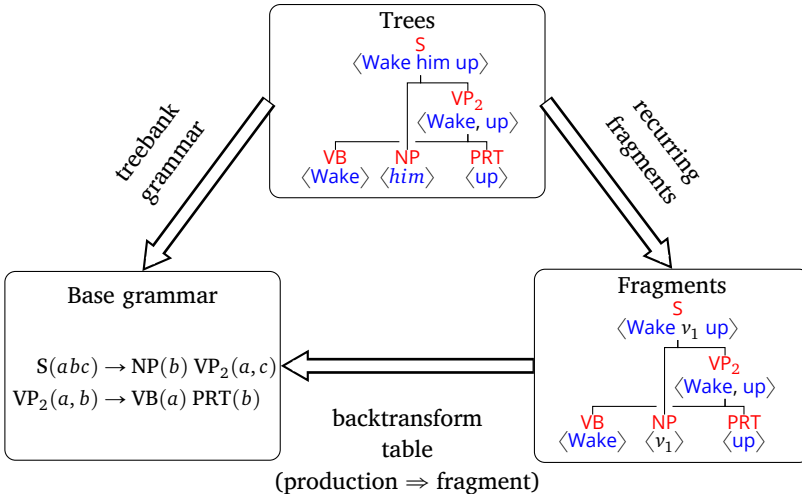 Trees
S
⟨Wake him up⟩
VP₂
⟨Wake, up⟩
VB NP PRT
⟨Wake⟩ ⟨him⟩ ⟨up⟩
treebank
grammar
recurring
fragments
Base grammar
S(abc) → NP(b) VP₂(a, c)
VP₂(a, b) → VB(a) PRT(b)
Fragments
S
⟨Wake v₁ up⟩
VP₂
⟨Wake, up⟩
VB NP PRT
⟨Wake⟩ ⟨v₁⟩ ⟨up⟩
backtransform
table
(production ⇒ fragment)